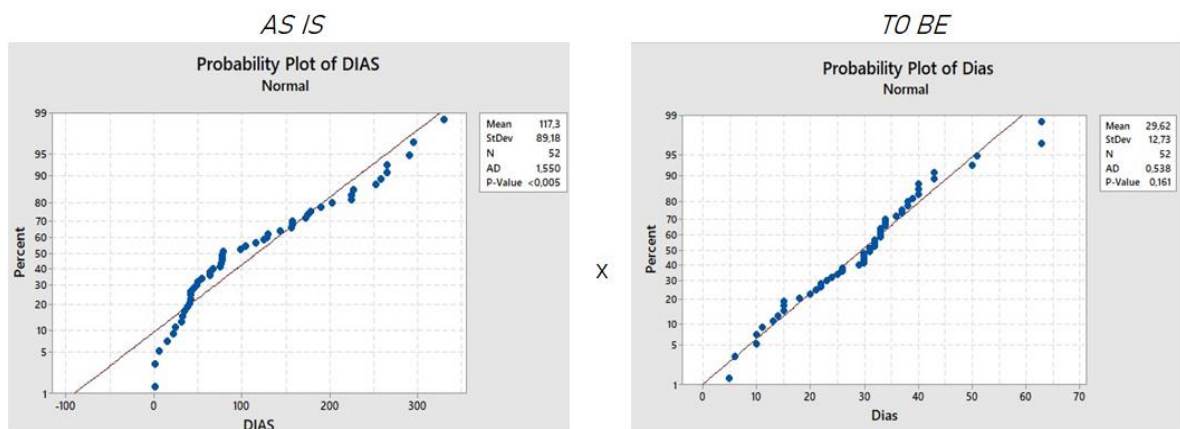 AS IS
Probability Plot of DIAS
Normal
99
95
90
80
70
60
50
40
30
20
10
5
1
Percent
-100 0 100 200 300
DIAS
Mean 117,3
StDev 89,18
N 52
AD 1,550
P-Value <0,005
X
TO BE
Probability Plot of Dias
Normal
99
95
90
80
70
60
50
40
30
20
10
5
1
Percent
0 10 20 30 40 50 60 70
Dias
Mean 29,62
StDev 12,73
N 52
AD 0,538
P-Value 0,161